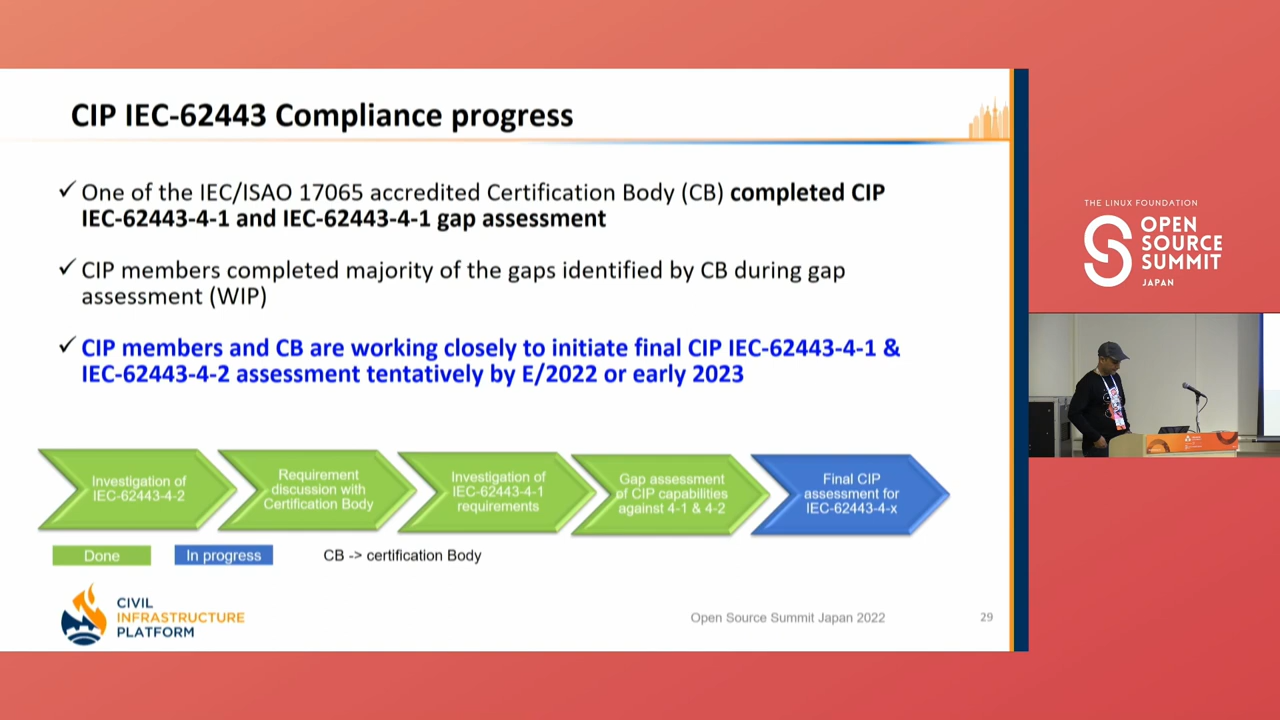 CIP IEC-62443 Compliance progress
✓ One of the IEC/ISAO 17065 accredited Certification Body (CB) completed CIP
IEC-62443-4-1 and IEC-62443-4-1 gap assessment
✓ CIP members completed majority of the gaps identified by CB during gap
assessment (WIP)
✓ CIP members and CB are working closely to initiate final CIP IEC-62443-4-1 &
IEC-62443-4-2 assessment tentatively by E/2022 or early 2023
Investigation of
IEC-62443-4-2
Requirement
discussion with
Certification Body
Investigation of
IEC-62443-4-1
requirements
Gap assessment
of CIP capabilities
against 4-1 & 4-2
Final CIP
assessment for
IEC-62443-4-x
Done
In progress
CB -> certification Body
CIVIL
INFRASTRUCTURE
PLATFORM
Open Source Summit Japan 2022
29
THE LINUX FOUNDATION
OPEN
SOURCE
SUMMIT
JAPAN